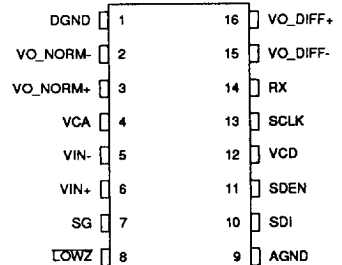 DGND 1 16 VO_DIFF+
VO_NORM- 2 15 VO_DIFF-
VO_NORM+ 3 14 RX
VCA 4 13 SCLK
VIN- 5 12 VCD
VIN+ 6 11 SDEN
SG 7 10 SDI
LOWZ 8 9 AGND